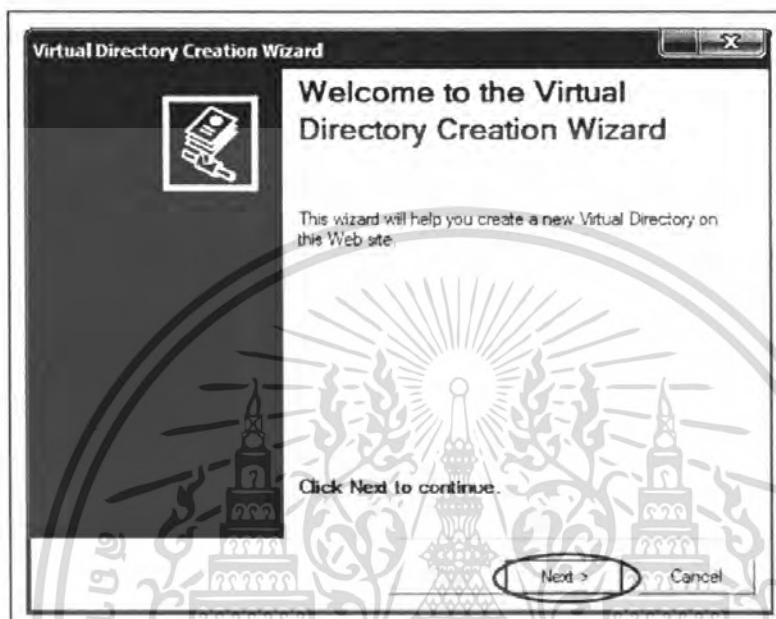 Virtual Directory Creation Wizard
Welcome to the Virtual
Directory Creation Wizard
This wizard will help you create a new Virtual Directory on
this Web site.
Click Next to continue.
Next >
Cancel